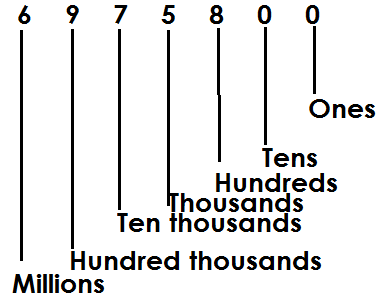 6 9 7 5 8 0 0
Ones
Tens
Hundreds
Thousands
Ten thousands
Hundred thousands
Millions